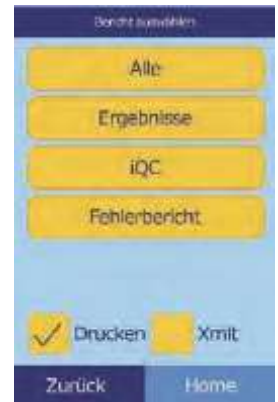 Bericht auswählen
Alle
Ergebnisse
iQC
Fehlerbericht
Drucken Xmit
Zurück Home